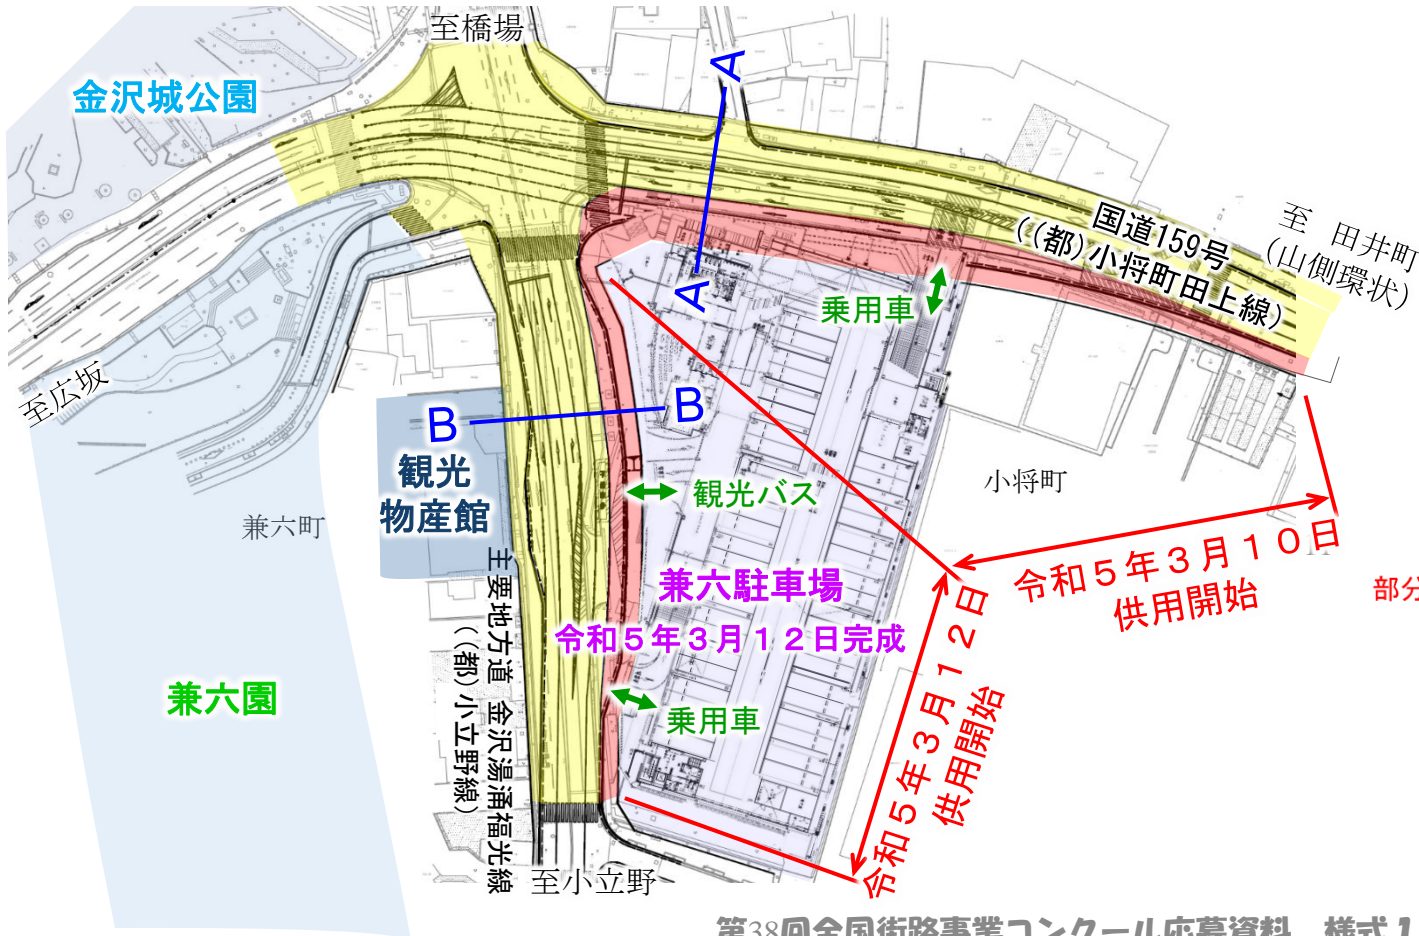 至橋場
金沢城公園
A
A
国道159号
((都)小将町田上線)
至 田井町
(山側環状)
乗用車
至広坂
B
B
観光
物産館
観光バス
小将町
兼六町
兼六駐車場
令和5年3月12日完成
令和5年3月10日
供用開始
部分
令和5年3月12日
供用開始
兼六園
乗用車
主要地方道 金沢湯涌福光線
((都)小立野線)
至小立野
第38回全国街路事業コンクール応募資料 様式1